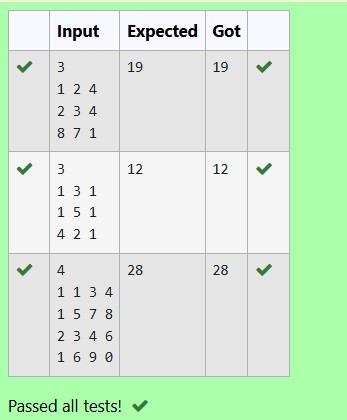 Input Expected Got
3 19 19
1 2 4
2 3 4
8 7 1
3 12 12
1 3 1
1 5 1
4 2 1
4 28 28
1 1 3 4
1 5 7 8
2 3 4 6
1 6 9 0
Passed all tests!